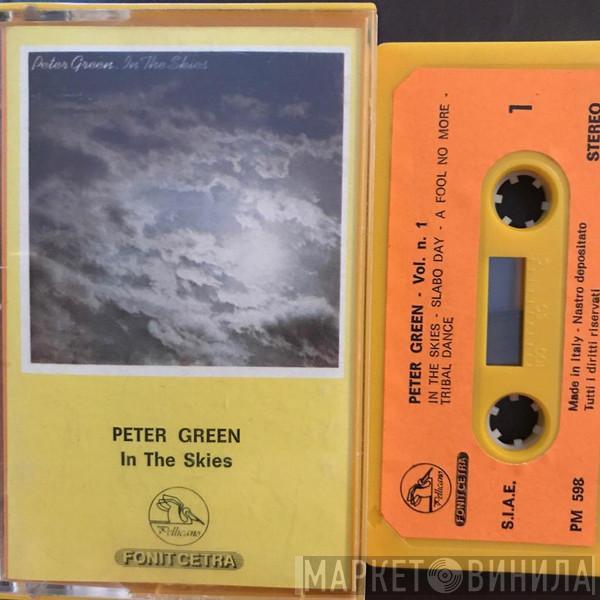 Peter Green. In The Skies
PETER GREEN
In The Skies
Pellicano
FONIT CETRA
PETER GREEN - Vol. n. 1
IN THE SKIES - SLABO DAY - A FOOL NO MORE -
TRIBAL DANCE
1
STEREO
Pellicano
FONIT CETRA
S.I.A.E.
PM 598
Made in Italy - Nastro depositato
Tutti i diritti riservati
МАРКЕТ ВИНИЛА